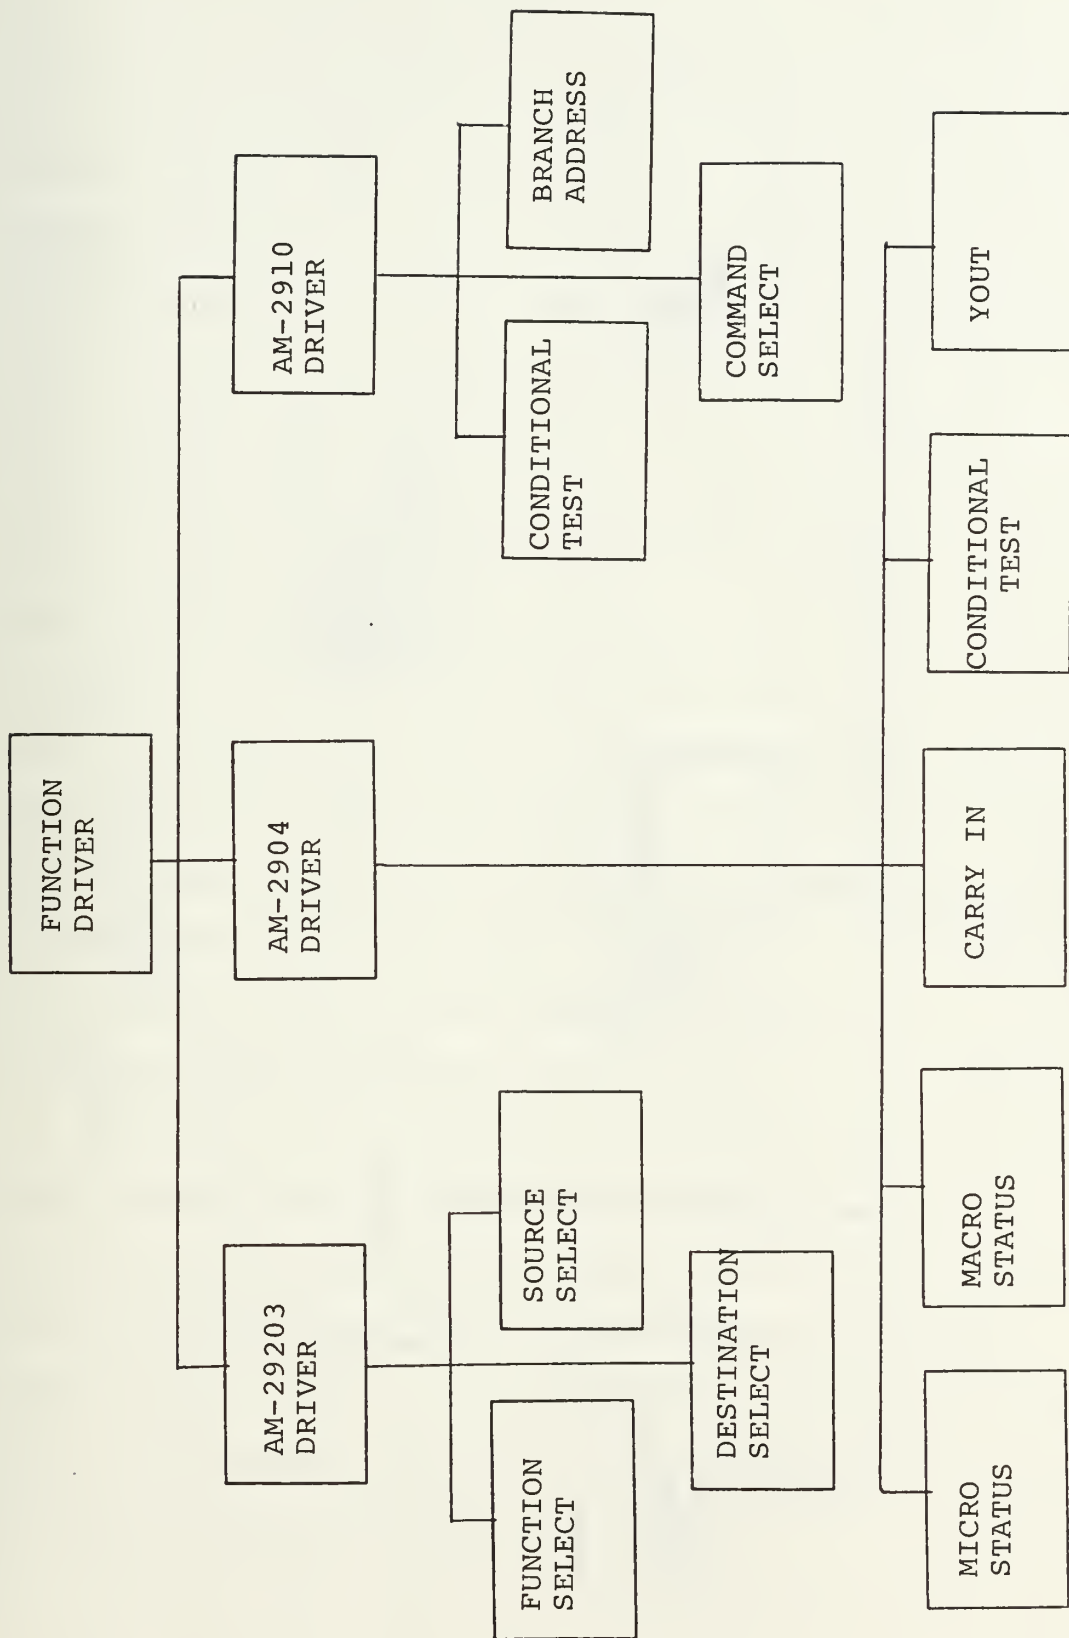 FUNCTION
DRIVER
AM-29203
DRIVER
AM-2904
DRIVER
AM-2910
DRIVER
FUNCTION
SELECT
SOURCE
SELECT
DESTINATION
SELECT
CONDITIONAL
TEST
BRANCH
ADDRESS
COMMAND
SELECT
MICRO
STATUS
MACRO
STATUS
CARRY IN
CONDITIONAL
TEST
YOUT